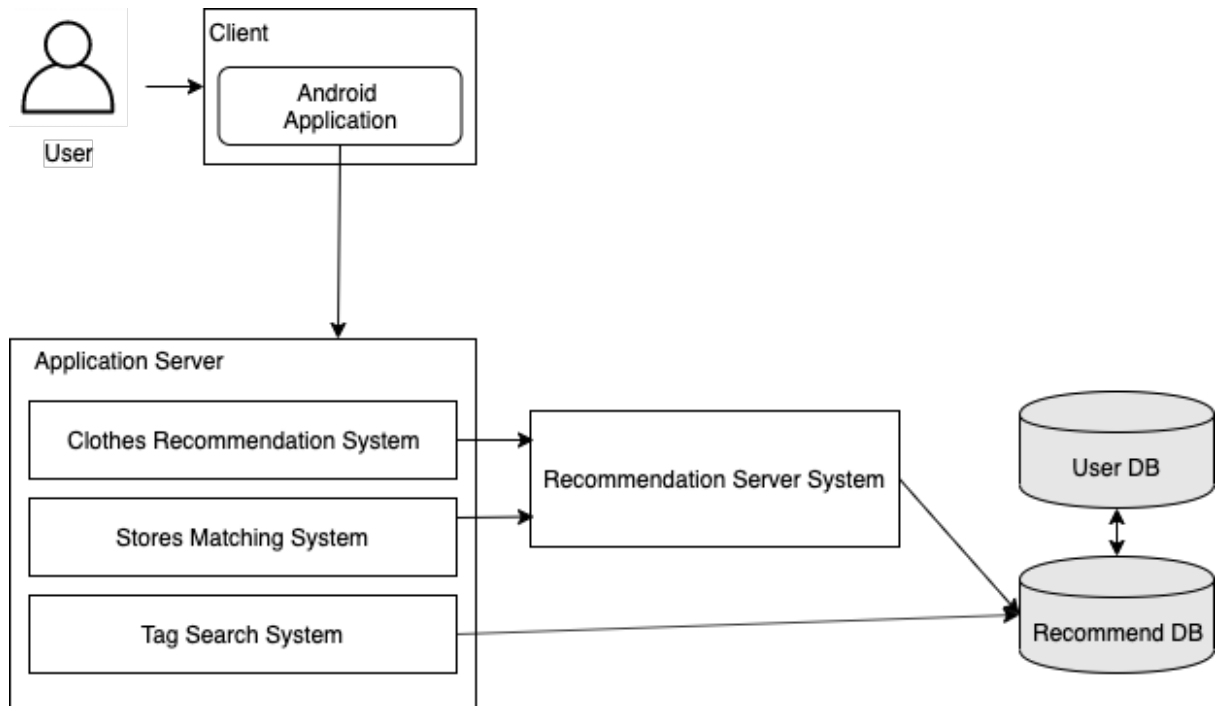 Client
Android
Application
User
Application Server
Clothes Recommendation System
Stores Matching System
Tag Search System
Recommendation Server System
User DB
Recommend DB